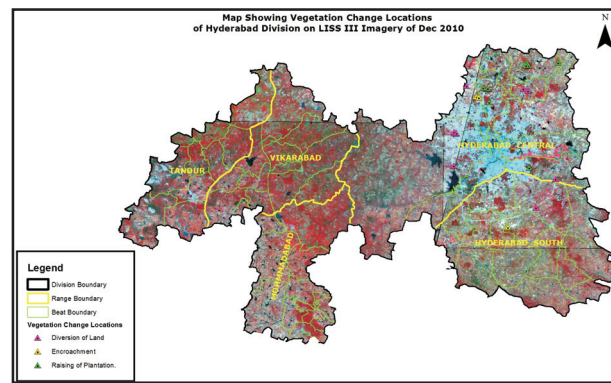 Map Showing Vegetation Change Locations
of Hyderabad Division on LISS III Imagery of Dec 2010
N
HYDERABAD_CENTRAL
VIKARABAD
TANDUR
HYDERABAD_SOUTH
MOHINADABAD
Legend
Division Boundary
Range Boundary
Beat Boundary
Vegetation Change Locations
Diversion of Land
Encroachment
Raising of Plantation.